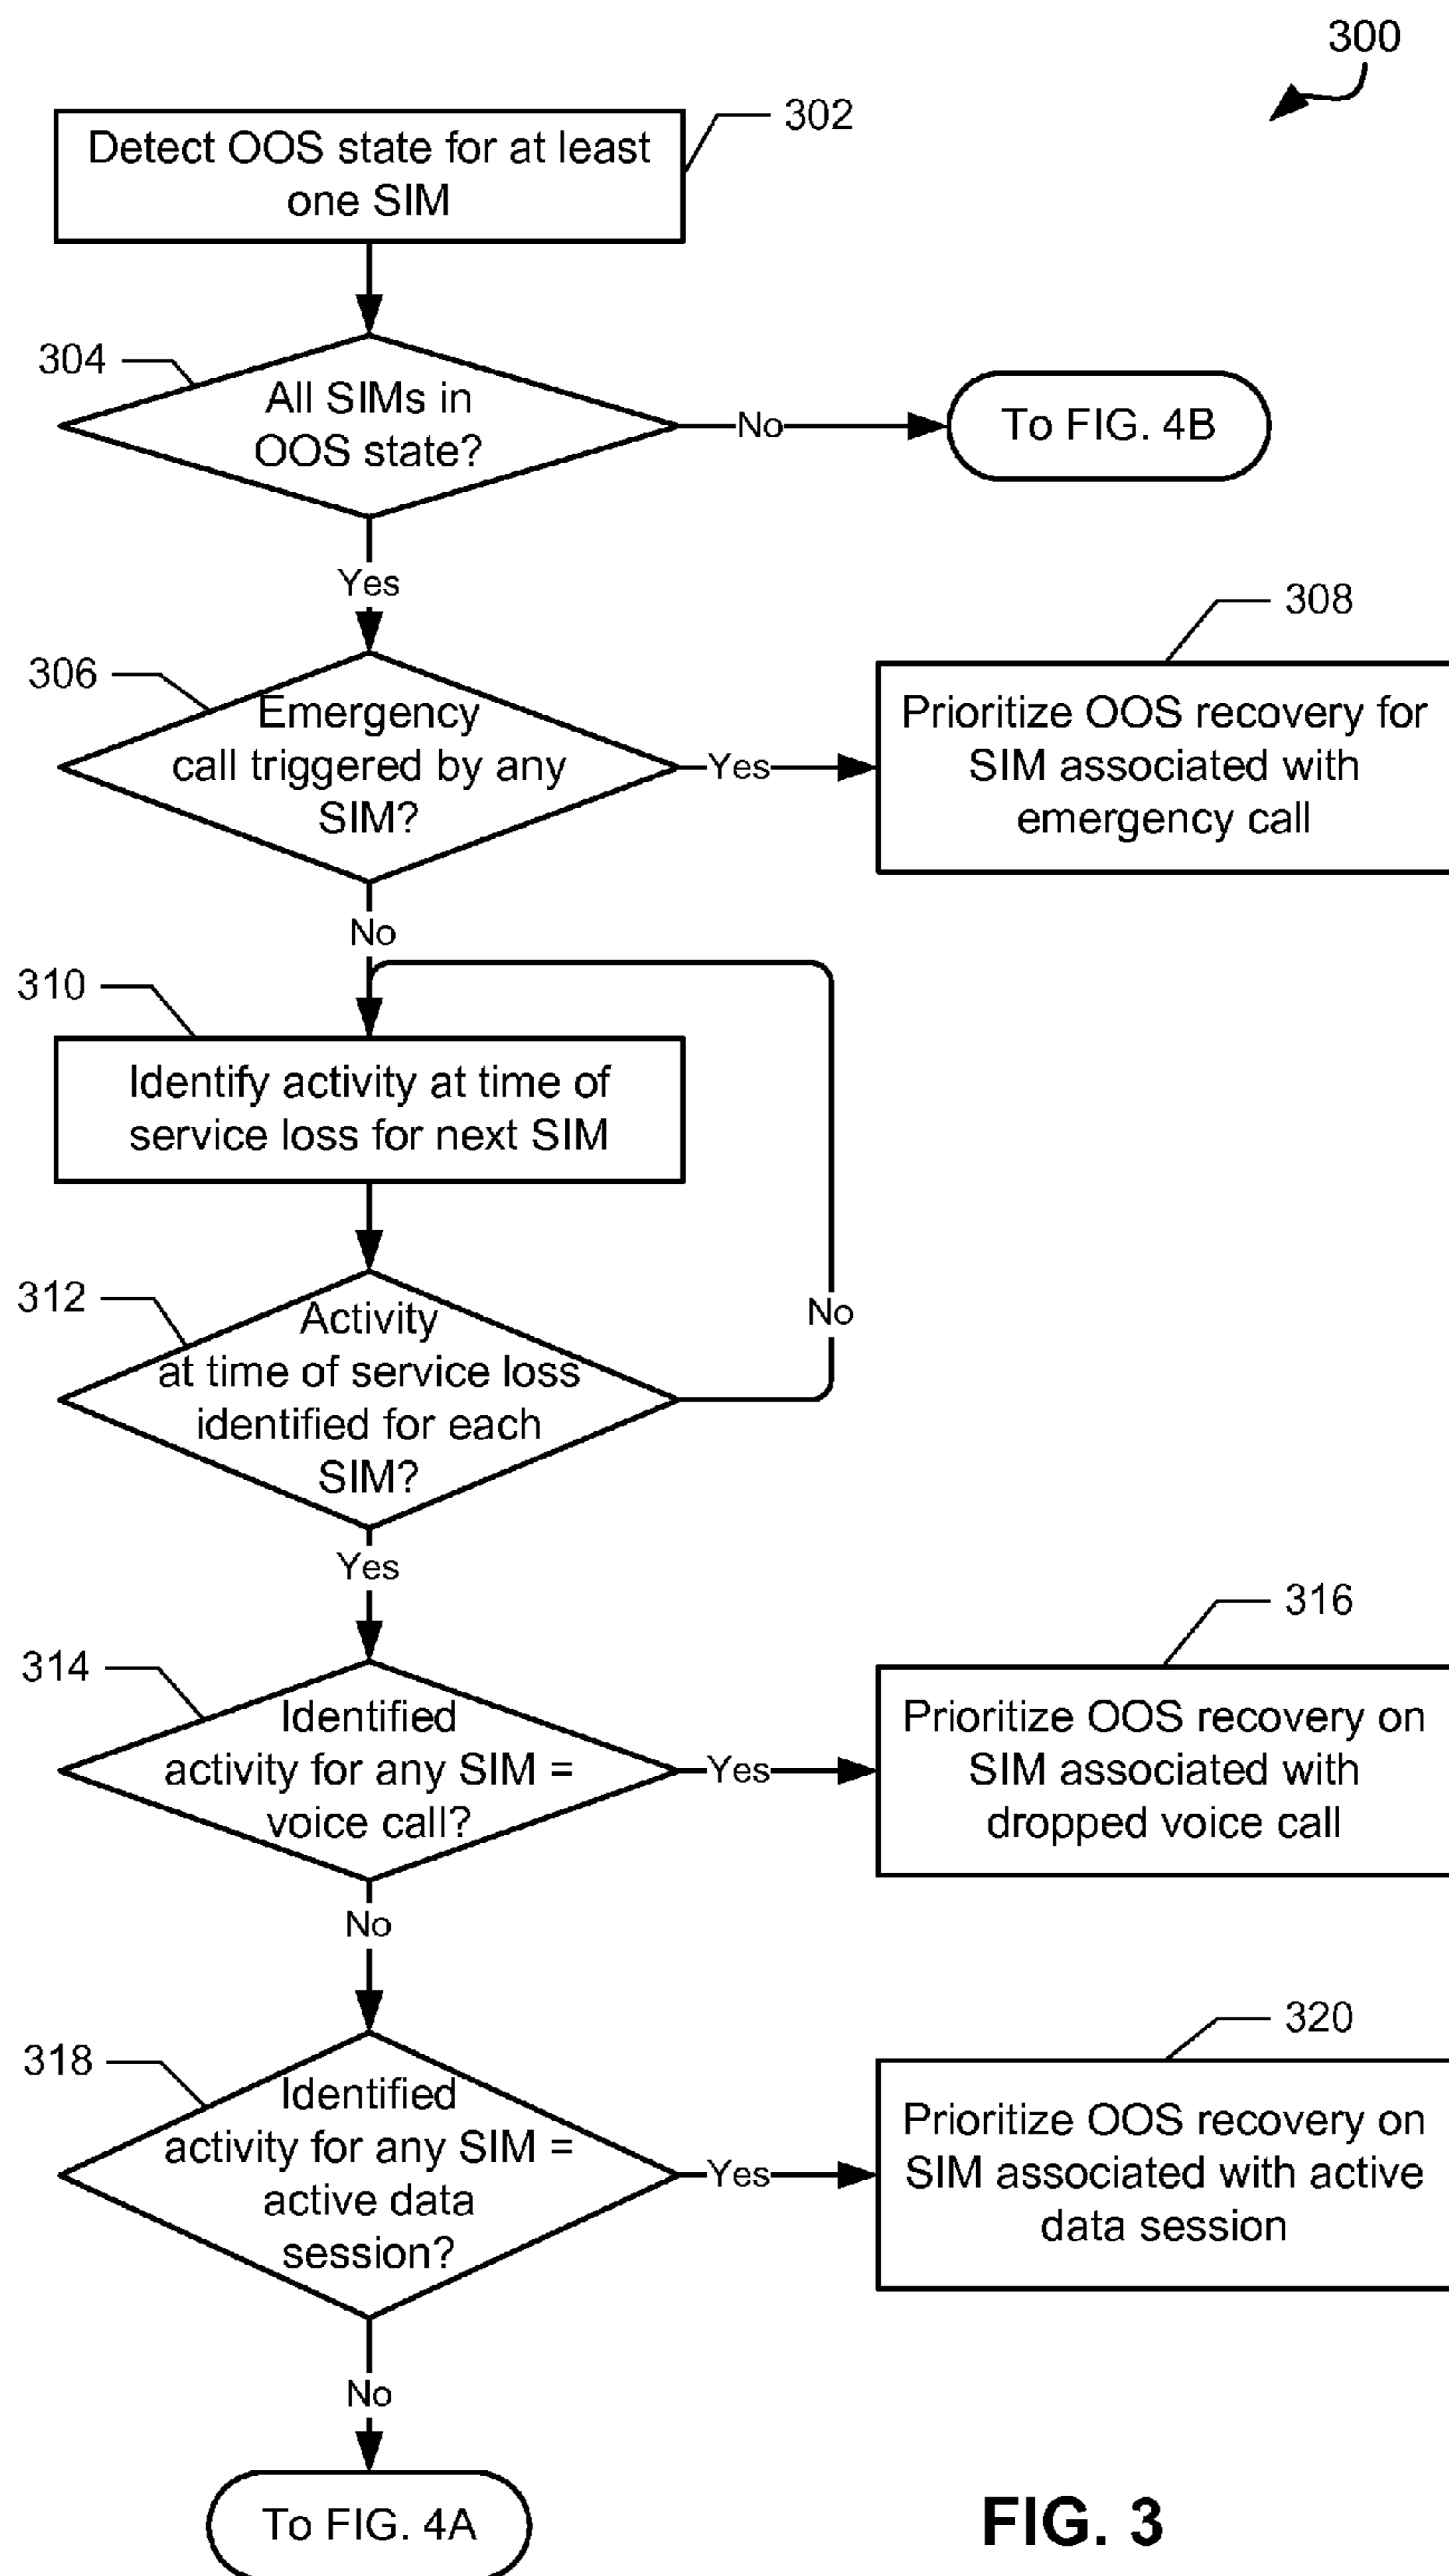 300
302
Detect OOS state for at least
one SIM
304
All SIMs in
OOS state?
No
To FIG. 4B
Yes
306
Emergency
call triggered by any
SIM?
Yes
308
Prioritize OOS recovery for
SIM associated with
emergency call
No
310
Identify activity at time of
service loss for next SIM
312
Activity
at time of service loss
identified for each
SIM?
No
Yes
314
Identified
activity for any SIM =
voice call?
Yes
316
Prioritize OOS recovery on
SIM associated with
dropped voice call
No
318
Identified
activity for any SIM =
active data
session?
Yes
320
Prioritize OOS recovery on
SIM associated with active
data session
No
To FIG. 4A
FIG. 3